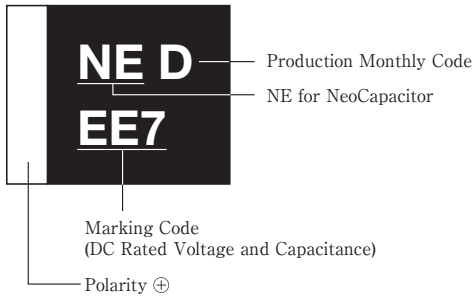 NE D
Production Monthly Code
NE for NeoCapacitor
EE7
Marking Code
(DC Rated Voltage and Capacitance)
Polarity ⊕